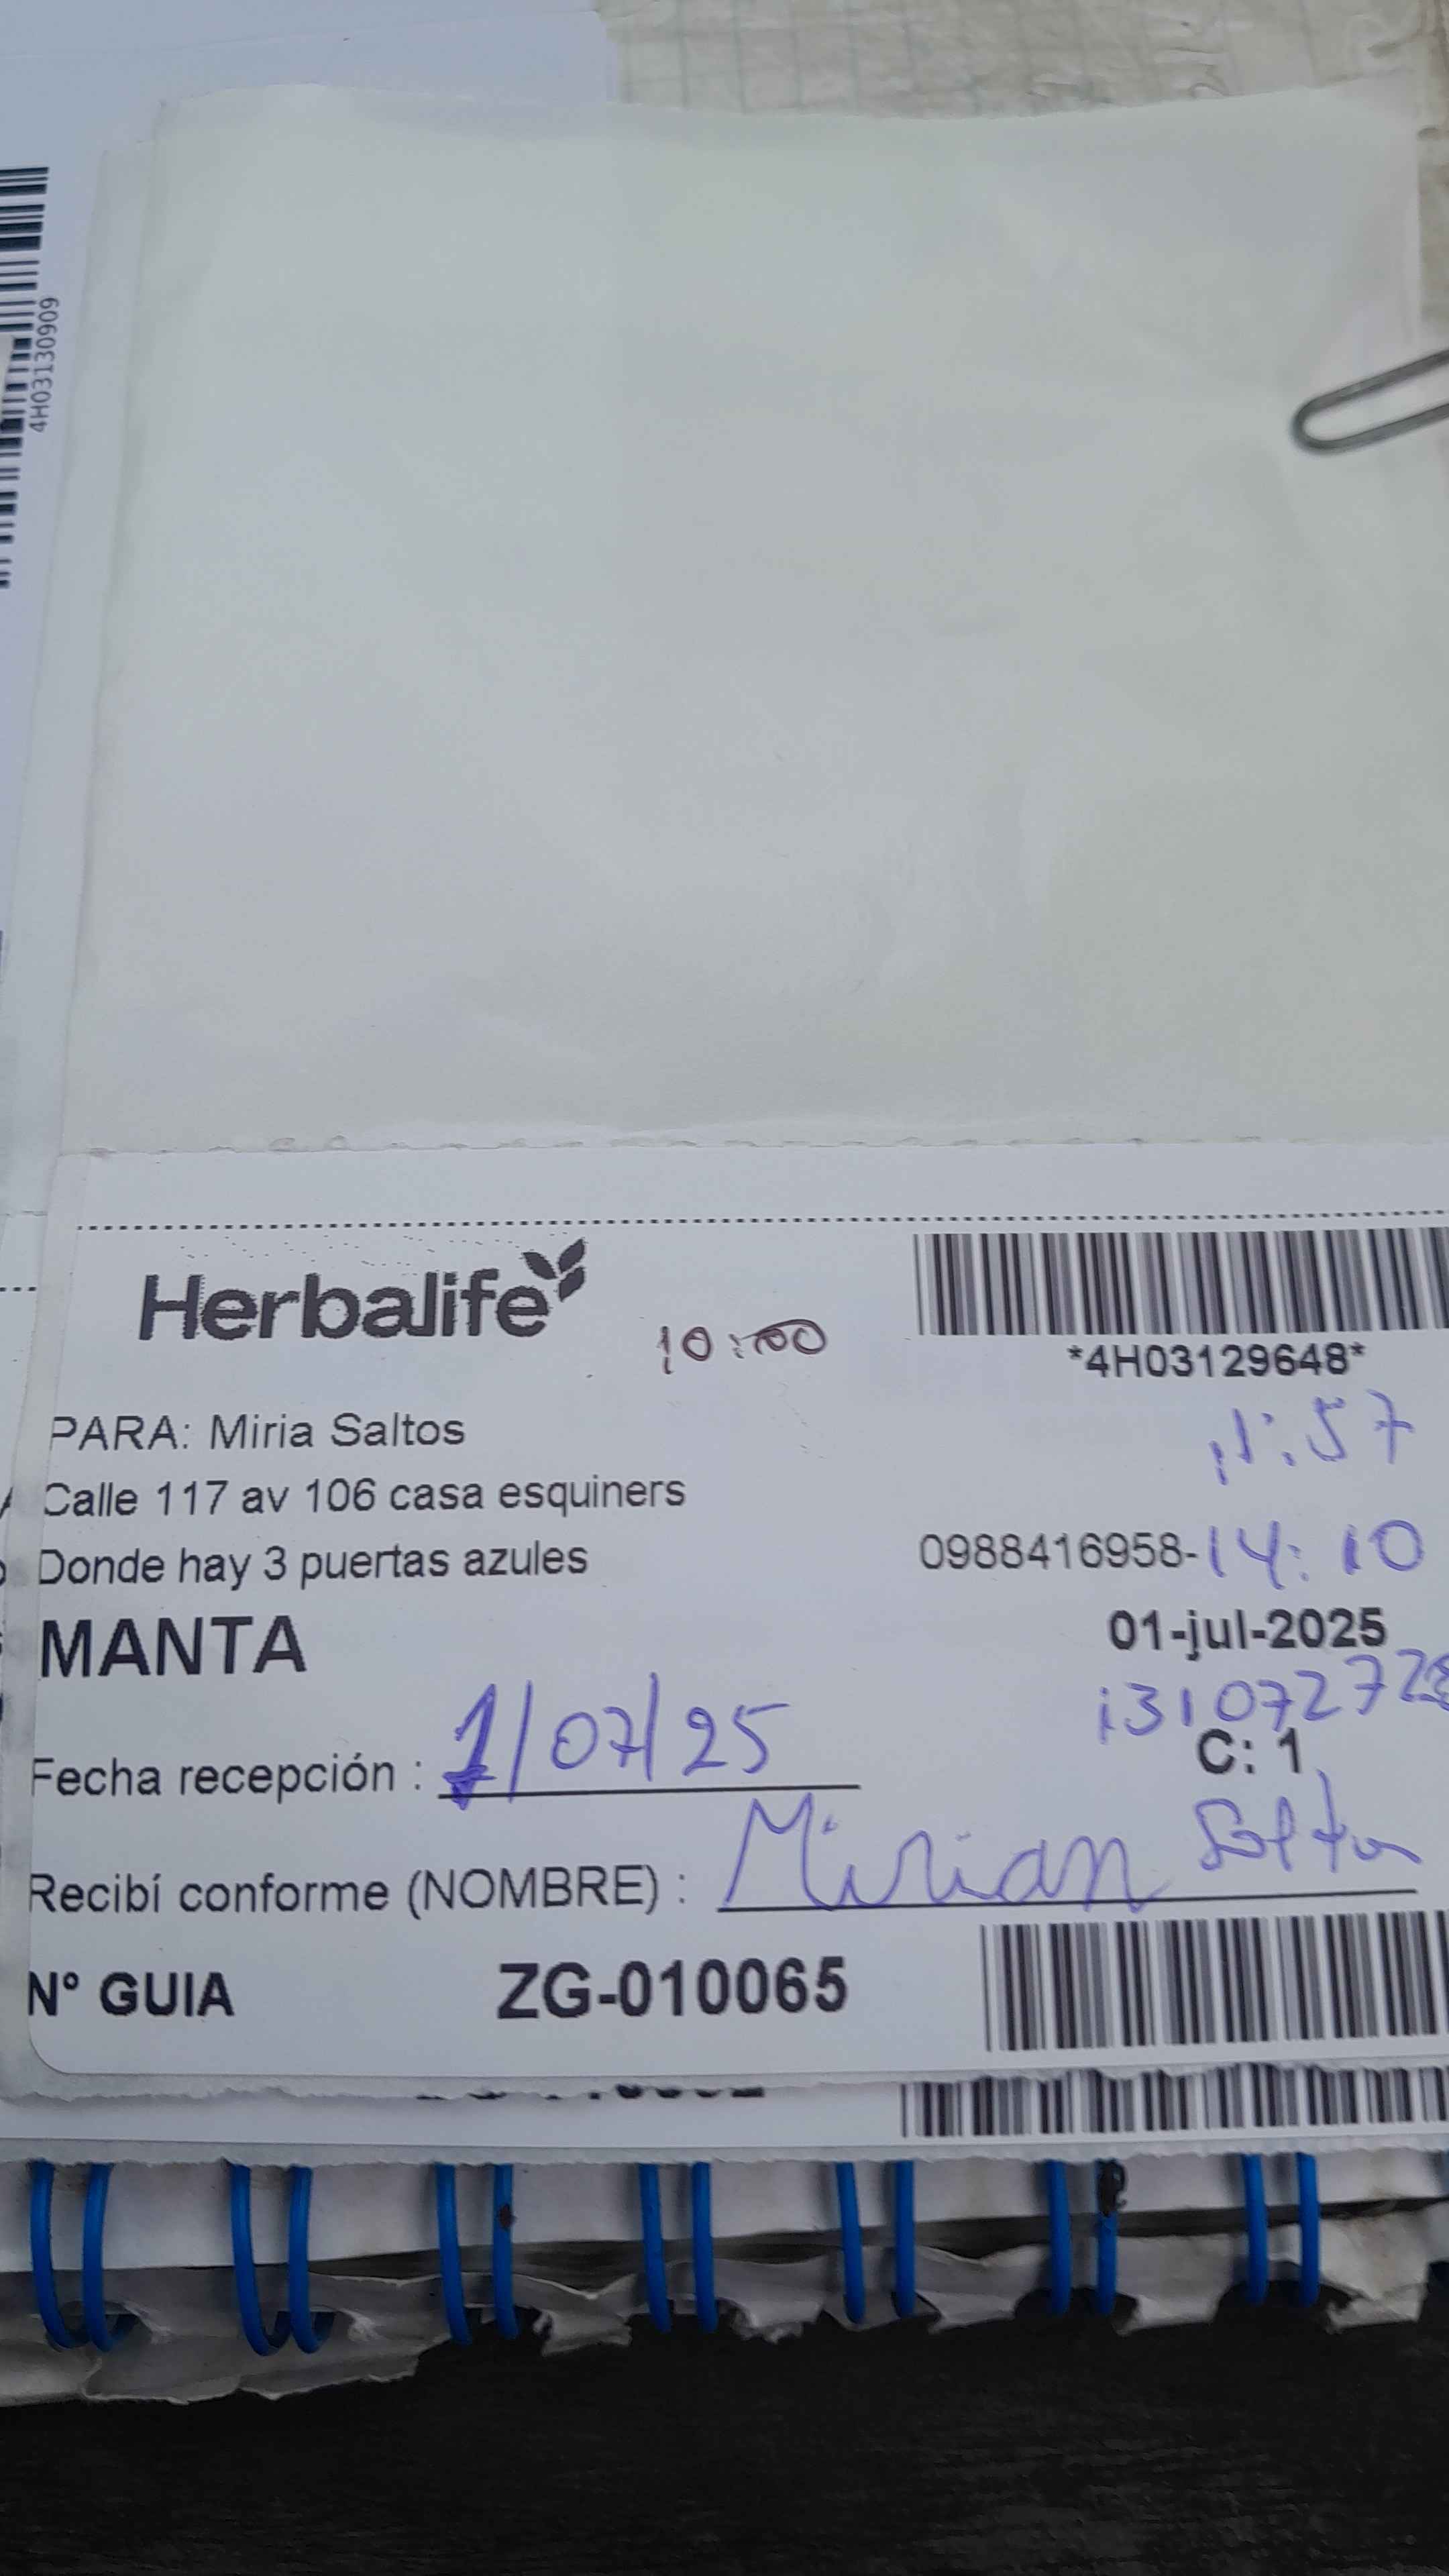 4H03130909
Herbalife
10:00
*4H03129648*
PARA: Miria Saltos
11:57
Calle 117 av 106 casa esquiners
Donde hay 3 puertas azules
0988416958-14:10
MANTA
01-jul-2025
131072728
Fecha recepción : 1/07/25
C: 1
Recibí conforme (NOMBRE) : Mirian Saltos
N° GUIA ZG-010065